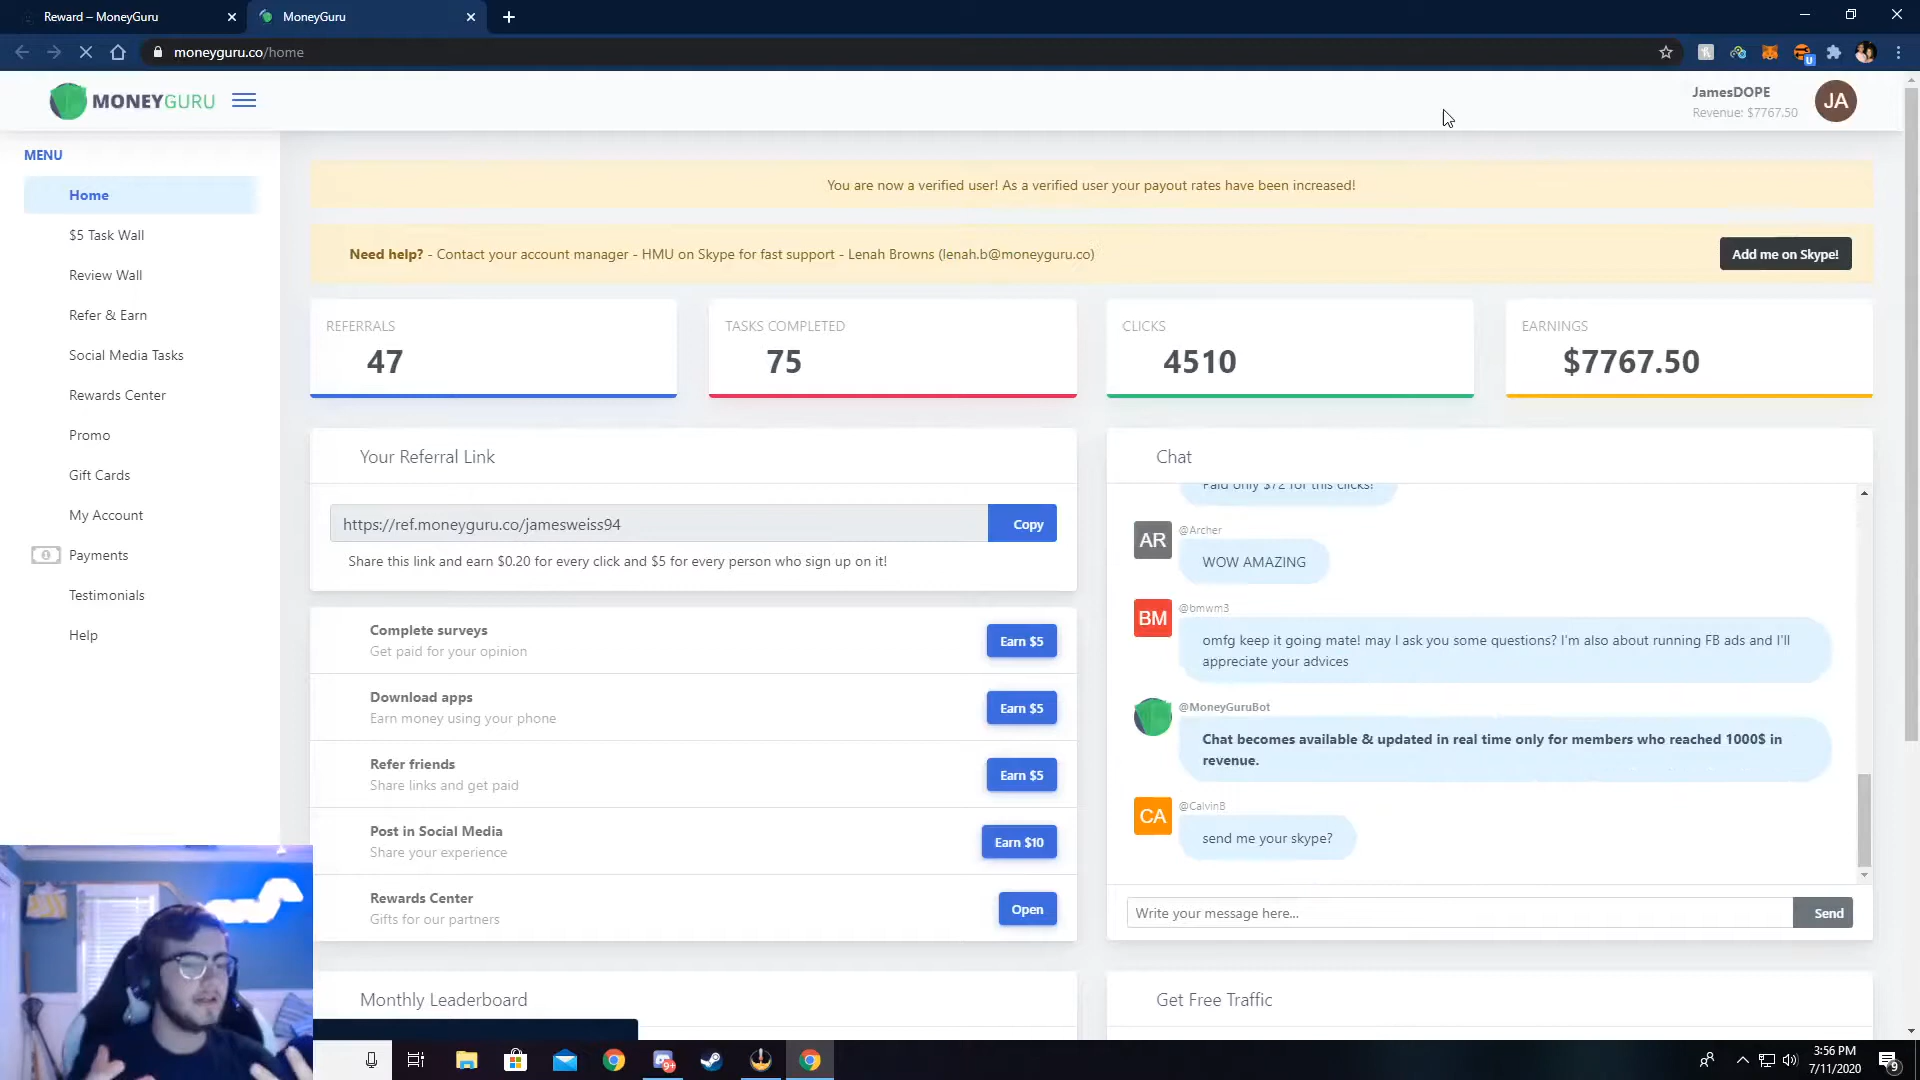 Reward – MoneyGuru
MoneyGuru
moneyguru.co/home
MONEYGURU
JamesDOPE
Revenue: $7767.50
JA
MENU
Home
$5 Task Wall
Review Wall
Refer & Earn
Social Media Tasks
Rewards Center
Promo
Gift Cards
My Account
Payments
Testimonials
Help
You are now a verified user! As a verified user your payout rates have been increased!
Need help? - Contact your account manager - HMU on Skype for fast support - Lenah Browns (lenah.b@moneyguru.co)
Add me on Skype!
REFERRALS
47
TASKS COMPLETED
75
CLICKS
4510
EARNINGS
$7767.50
Your Referral Link
https://ref.moneyguru.co/jamesweiss94
Copy
Share this link and earn $0.20 for every click and $5 for every person who sign up on it!
Complete surveys
Get paid for your opinion
Earn $5
Download apps
Earn money using your phone
Earn $5
Refer friends
Share links and get paid
Earn $5
Post in Social Media
Share your experience
Earn $10
Rewards Center
Gifts for our partners
Open
Monthly Leaderboard
Chat
Paid only $72 for this clicks!
AR
@Archer
WOW AMAZING
BM
@bmwm3
omfg keep it going mate! may I ask you some questions? I'm also about running FB ads and I'll
appreciate your advices
@MoneyGuruBot
Chat becomes available & updated in real time only for members who reached 1000$ in
revenue.
CA
@CalvinB
send me your skype?
Write your message here...
Send
Get Free Traffic
9+
3:56 PM
7/11/2020
9